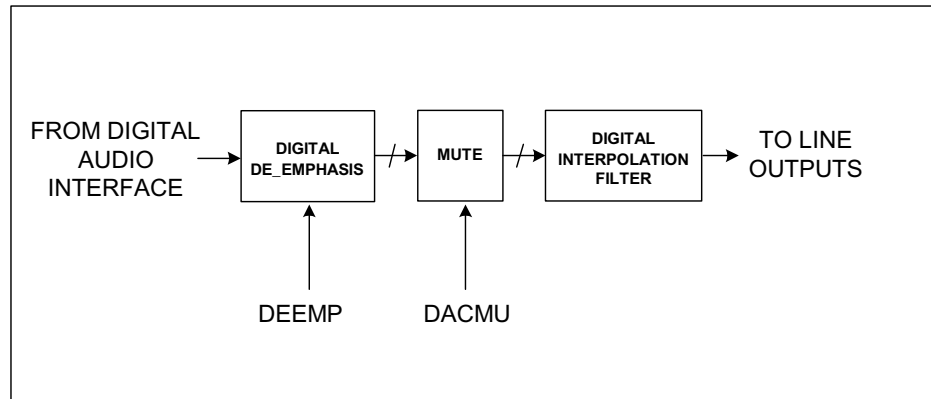 FROM DIGITAL
AUDIO
INTERFACE
DIGITAL
DE_EMPHASIS
MUTE
DIGITAL
INTERPOLATION
FILTER
TO LINE
OUTPUTS
DEEMP
DACMU